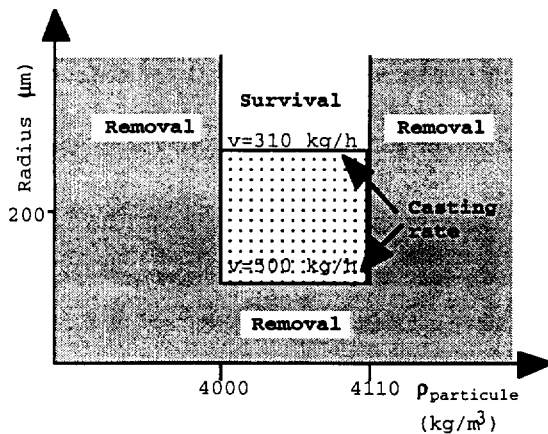 Radius (µm)
Survival
Removal
Removal
v=310 kg/h
200
Casting
rate
v=500 kg/h
Removal
4000
4110
ρparticule
(kg/m³)